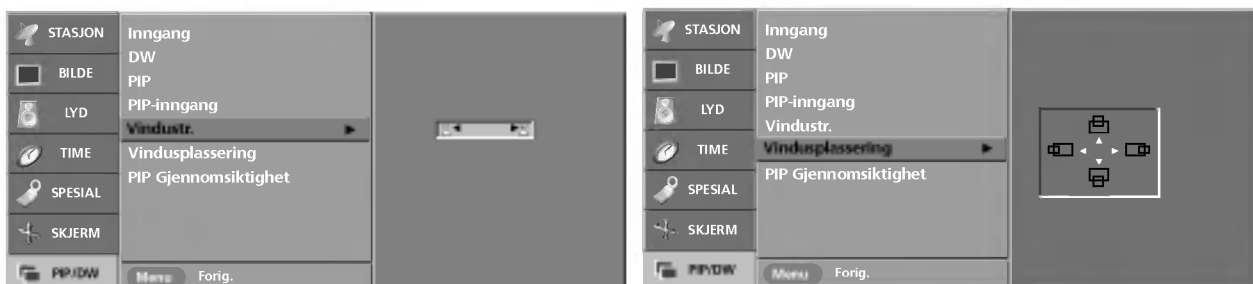 STASJON
BILDE
LYD
TIME
SPESIAL
SKJERM
PIP/DW
Inngang
DW
PIP
PIP-inngang
Vindustr.
Vindusplassering
PIP Gjennomsiktighet
Menu Forig.
STASJON
BILDE
LYD
TIME
SPESIAL
SKJERM
PIP/DW
Inngang
DW
PIP
PIP-inngang
Vindustr.
Vindusplassering
PIP Gjennomsiktighet
Menu Forig.